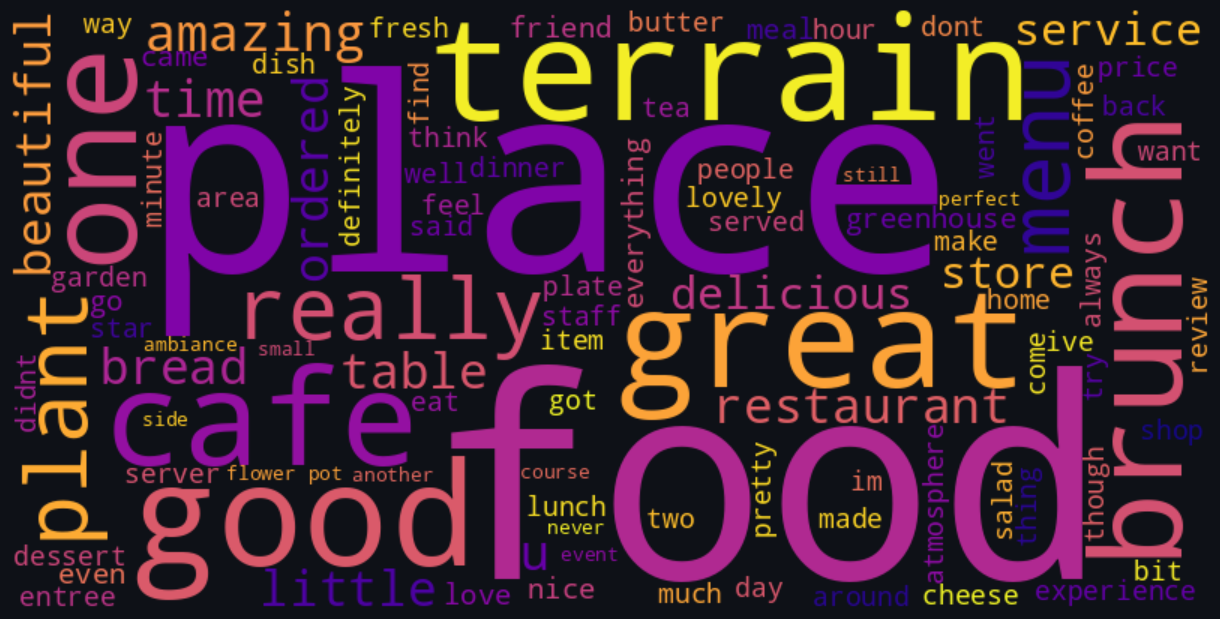 way
amazing
fresh
friend
butter
meal
hour
dont
service
came
dish
terrain
beautiful
one
time
ordered
find
definitely
tea
menu
coffee
price
back
minute
place
think
well
dinner
feel
said
area
everything
people
lovely
served
still
went
perfect
greenhouse
make
want
brunch
garden
go
star
really
plate
staff
item
delicious
store
home
always
review
ambiance
small
great
come
ive
try
didnt
plant
bread
table
cafe
eat
side
got
restaurant
shop
server
flower
pot
another
good
food
course
lunch
never
two
pretty
im
made
atmosphere
salad
thing
though
dessert
even
entree
little
love
u
event
nice
much
day
around
cheese
bit
experience